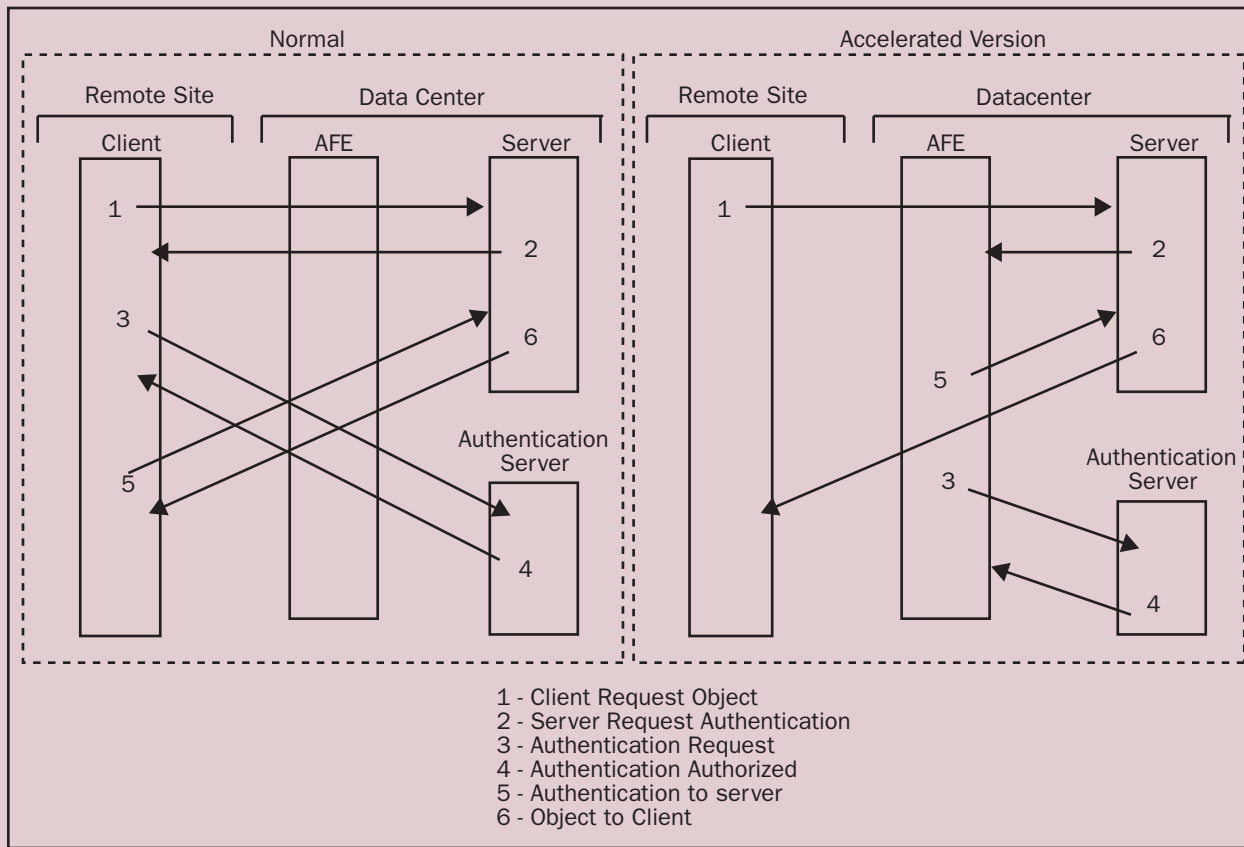 Normal
Remote Site
Data Center
Client
AFE
Server
1
2
3
6
5
Authentication
Server
4
Accelerated Version
Remote Site
Datacenter
Client
AFE
Server
1
2
6
5
3
Authentication
Server
4
1 - Client Request Object
2 - Server Request Authentication
3 - Authentication Request
4 - Authentication Authorized
5 - Authentication to server
6 - Object to Client